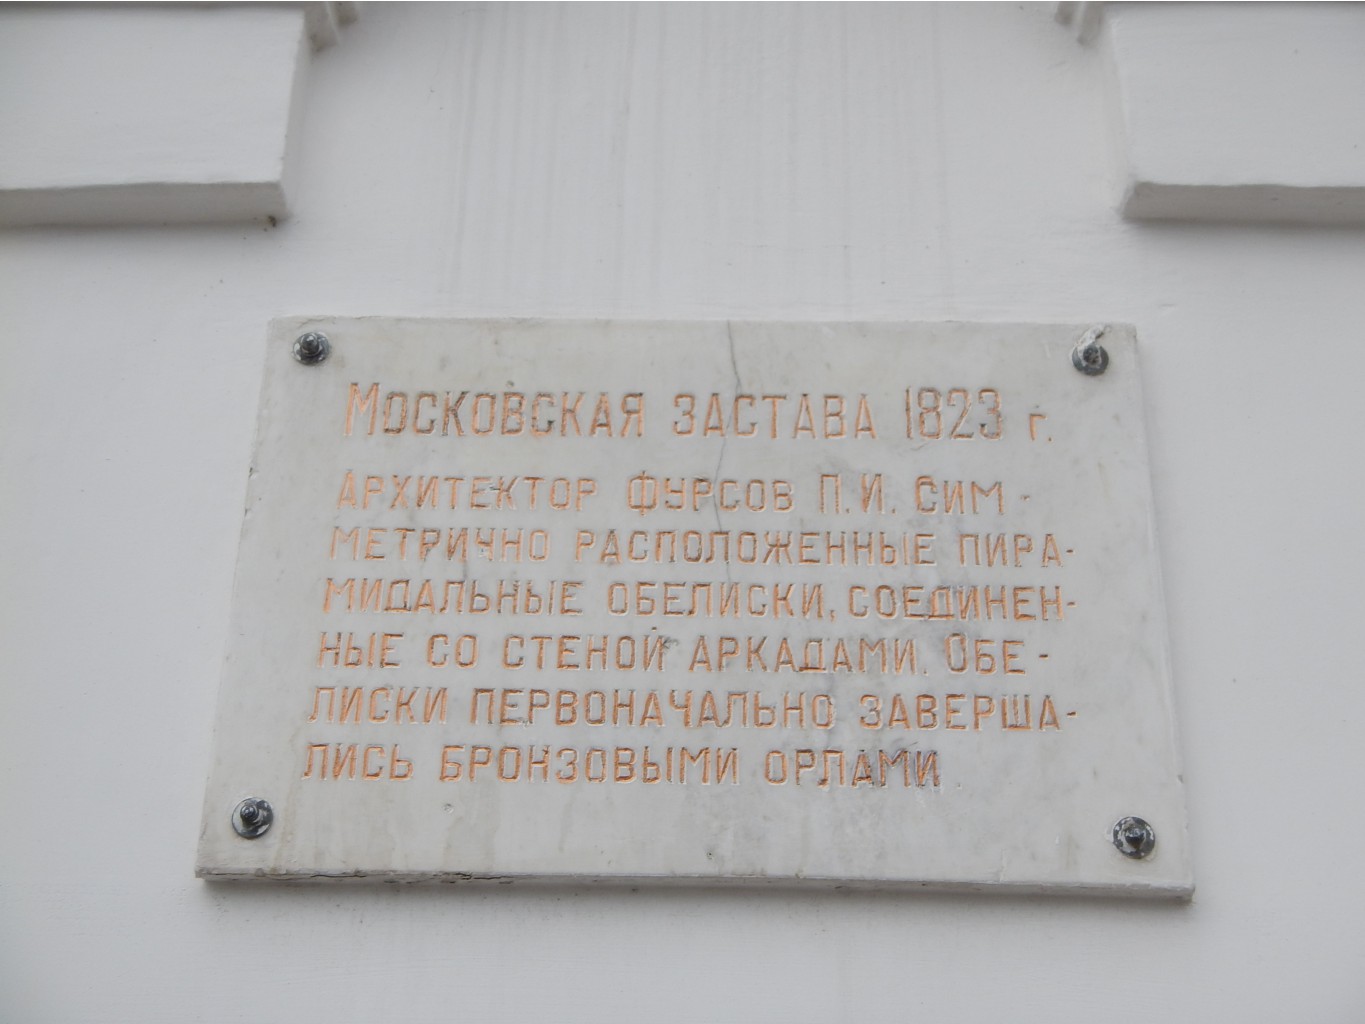 Московская застава 1823 г.
Архитектор Фурсов П.И. Сим-
метрично расположенные пира-
мидальные обелиски, соединен-
ные со стеной аркадами. Обе-
лиски первоначально заверша-
лись бронзовыми орлами.